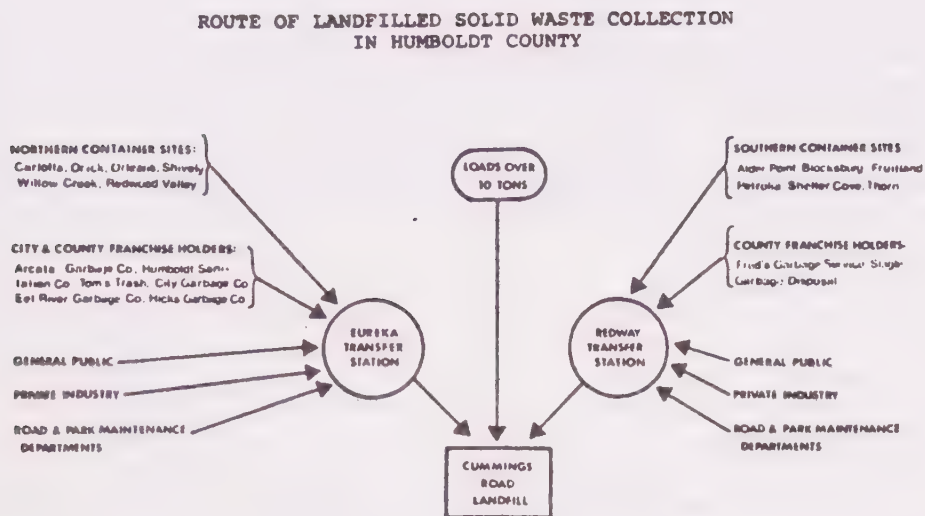 ROUTE OF LANDFILLED SOLID WASTE COLLECTION
IN HUMBOLDT COUNTY
NORTHERN CONTAINER SITES:
Carlotta, Orick, Orleans, Shively
Willow Creek, Redwood Valley
CITY & COUNTY FRANCHISE HOLDERS:
Arcata Garbage Co, Humboldt Sani-
tation Co Tom's Trash, City Garbage Co
Eel River Garbage Co, Hicks Garbage Co
GENERAL PUBLIC
PRIVATE INDUSTRY
ROAD & PARK MAINTENANCE
DEPARTMENTS
EUREKA
TRANSFER
STATION
LOADS OVER
10 TONS
CUMMINGS
ROAD
LANDFILL
SOUTHERN CONTAINER SITES
Alder Point Blocksburg Fruitland
Petrolia Shelter Cove, Thorn
COUNTY FRANCHISE HOLDERS-
Fred's Garbage Service
Garbage Disposal
REDWAY
TRANSFER
STATION
GENERAL PUBLIC
PRIVATE INDUSTRY
ROAD & PARK MAINTENANCE
DEPARTMENTS